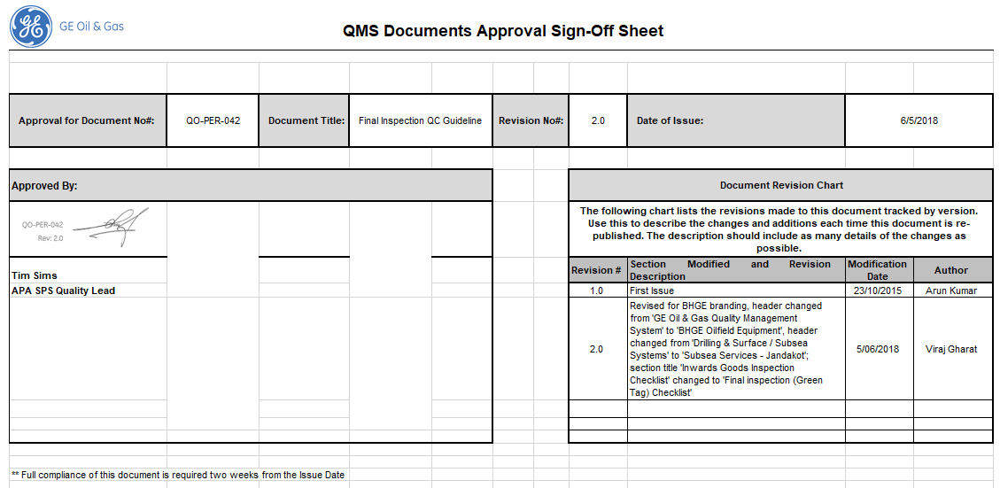 GE Oil & Gas
QMS Documents Approval Sign-Off Sheet
Approval for Document No#:
QO-PER-042
Document Title:
Final Inspection QC Guideline
Revision No#:
2.0
Date of Issue:
6/5/2018
Approved By:
QO-PER-042
Rev: 2.0
Tim Sims
APA SPS Quality Lead
Document Revision Chart
The following chart lists the revisions made to this document tracked by version.
Use this to describe the changes and additions each time this document is re-
published. The description should include as many details of the changes as
possible.
Revision #
Section Modified and Revision
Description
Modification
Date
Author
1.0
First Issue
23/10/2015
Arun Kumar
2.0
Revised for BHGE branding, header changed
from 'GE Oil & Gas Quality Management
System' to 'BHGE Oilfield Equipment', header
changed from 'Drilling & Surface / Subsea
Systems' to 'Subsea Services - Jandakot';
section title 'Inwards Goods Inspection
Checklist' changed to 'Final inspection (Green
Tag) Checklist'
5/06/2018
Viraj Gharat
** Full compliance of this document is required two weeks from the Issue Date